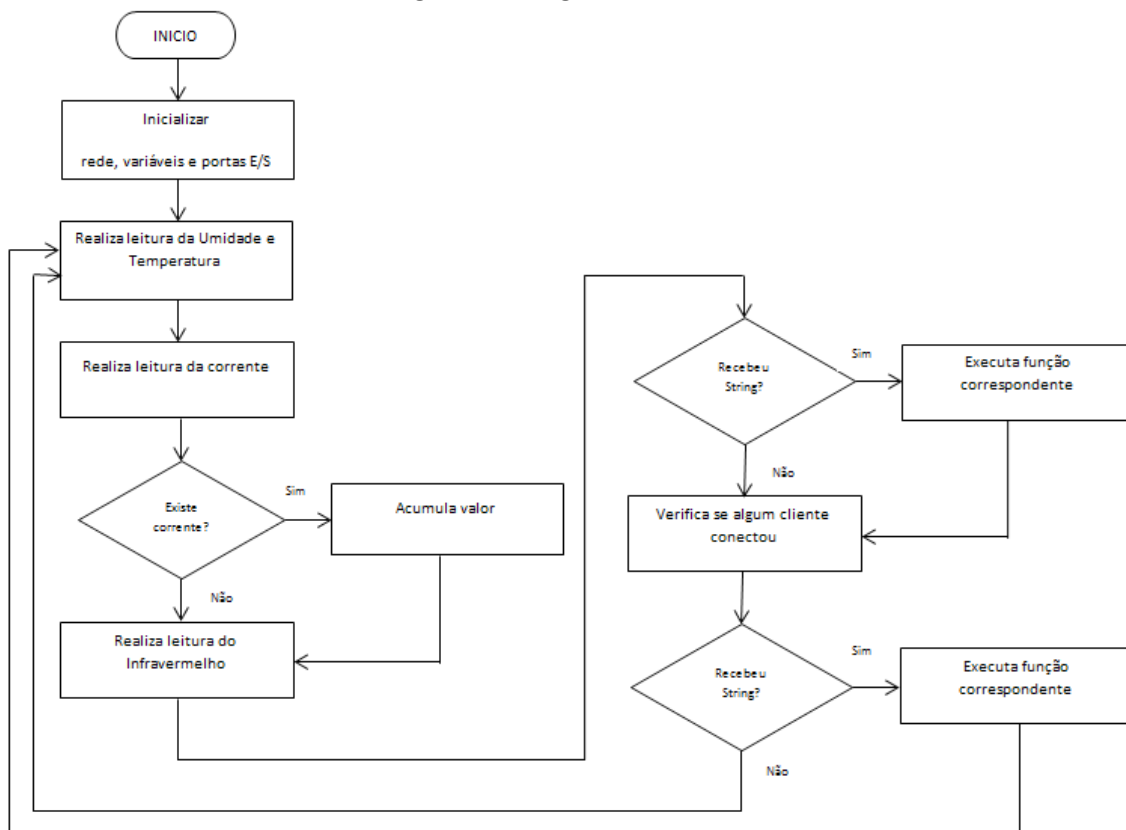 INICIO
Inicializar
rede, variáveis e portas E/S
Realiza leitura da Umidade e
Temperatura
Realiza leitura da corrente
Existe
corrente?
Sim
Acumula valor
Não
Realiza leitura do
Infravermelho
Recebeu
String?
Sim
Executa função
correspondente
Não
Verifica se algum cliente
conectou
Recebeu
String?
Sim
Executa função
correspondente
Não